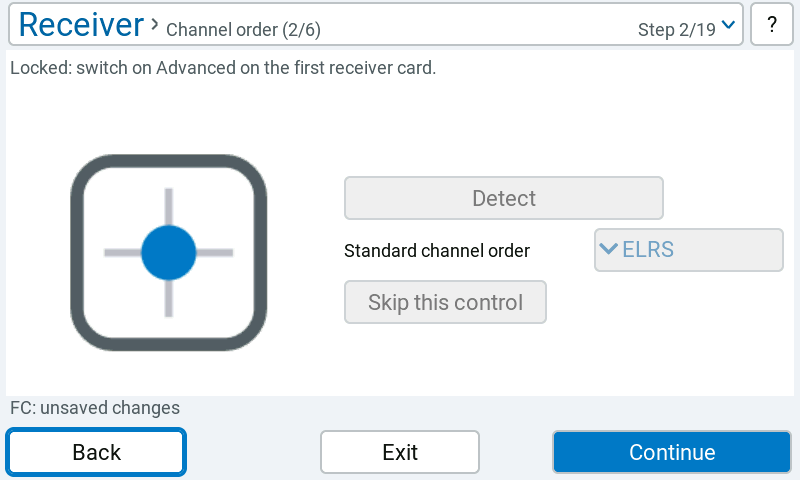 Receiver › Channel order (2/6) Step 2/19 ?
Locked: switch on Advanced on the first receiver card.
Detect
Standard channel order ELRS
Skip this control
FC: unsaved changes
Back Exit Continue